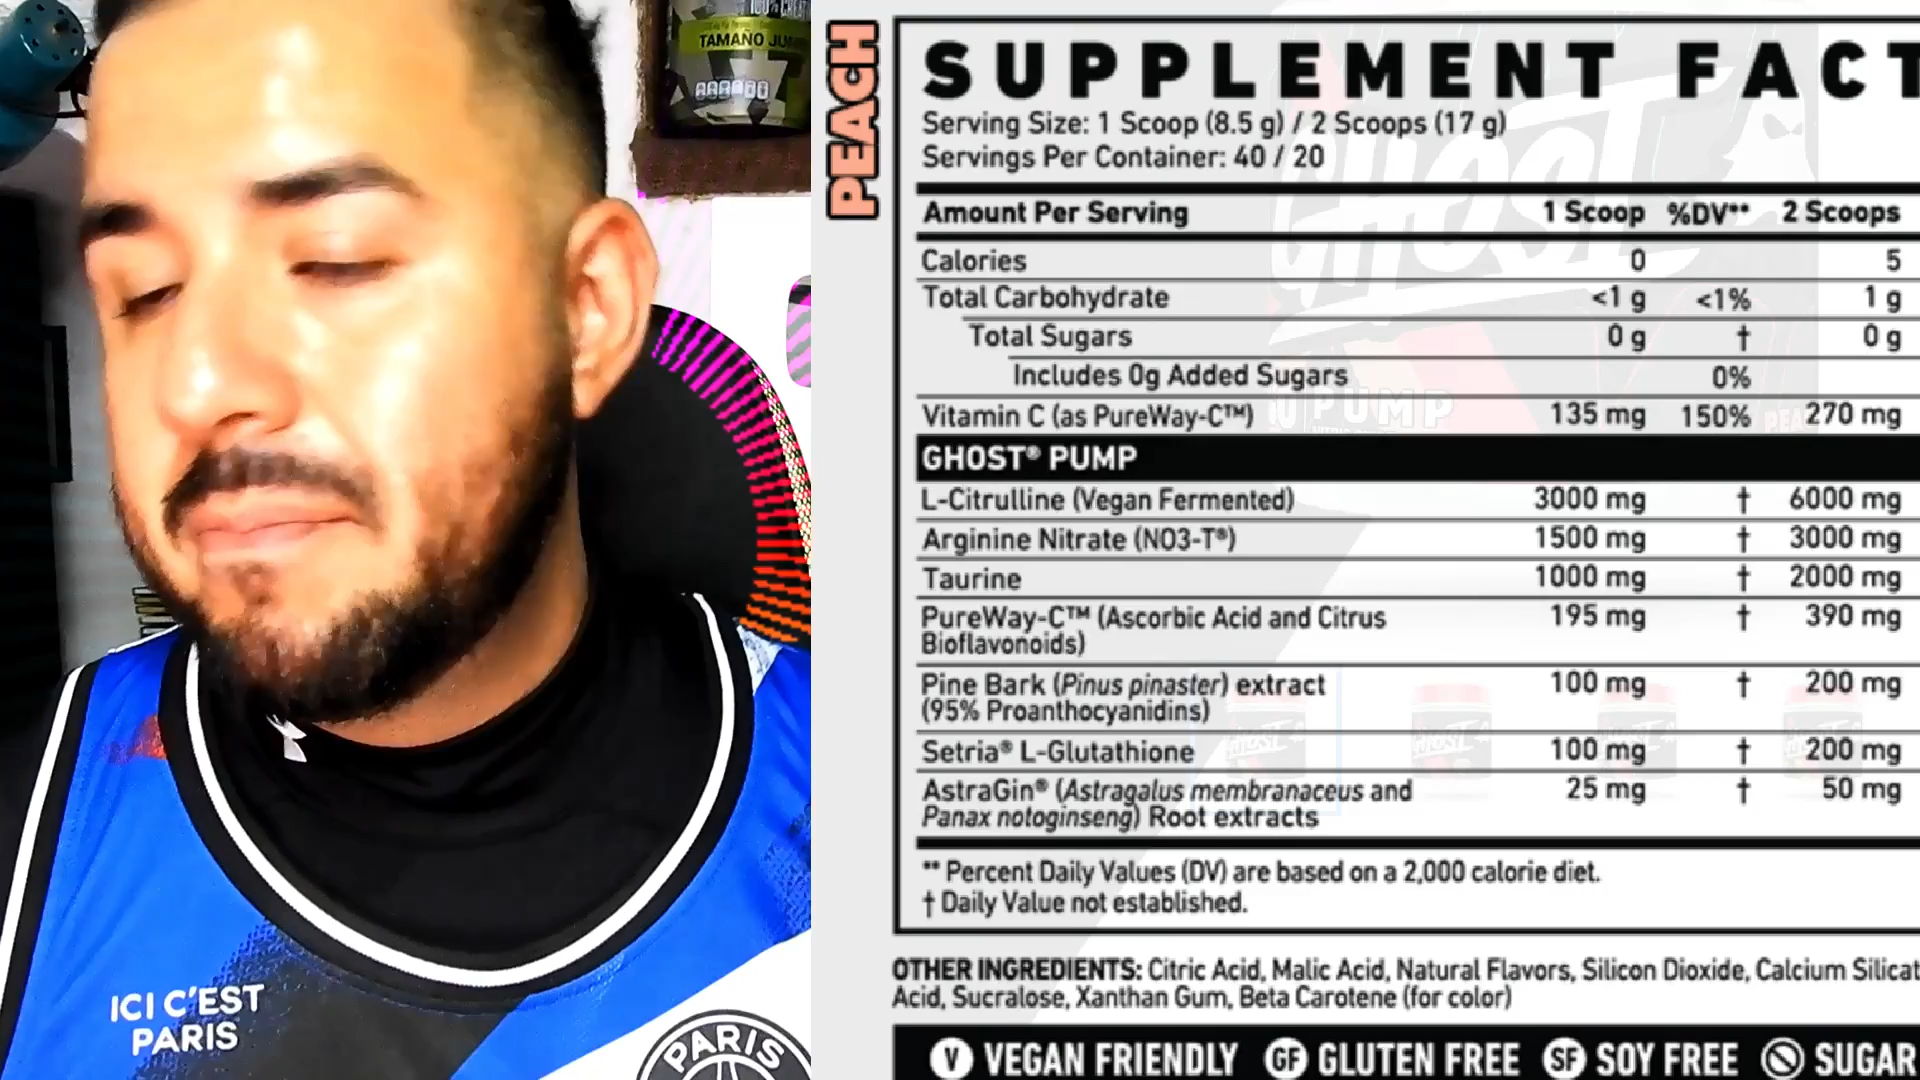 TAMAÑO JU
ICI C'EST
PARIS
PARIS
PEACH
SUPPLEMENT FACT
Serving Size: 1 Scoop (8.5 g) / 2 Scoops (17 g)
Servings Per Container: 40 / 20
Amount Per Serving 1 Scoop %DV** 2 Scoops
Calories 0 5
Total Carbohydrate <1 g <1% 1 g
Total Sugars 0 g † 0 g
Includes 0g Added Sugars 0%
Vitamin C (as PureWay-C™) 135 mg 150% 270 mg
GHOST® PUMP
L-Citrulline (Vegan Fermented) 3000 mg † 6000 mg
Arginine Nitrate (NO3-T®) 1500 mg † 3000 mg
Taurine 1000 mg † 2000 mg
PureWay-C™ (Ascorbic Acid and Citrus 195 mg † 390 mg
Bioflavonoids)
Pine Bark (Pinus pinaster) extract 100 mg † 200 mg
(95% Proanthocyanidins)
Setria® L-Glutathione 100 mg † 200 mg
AstraGin® (Astragalus membranaceus and 25 mg † 50 mg
Panax notoginseng) Root extracts
** Percent Daily Values (DV) are based on a 2,000 calorie diet.
† Daily Value not established.
OTHER INGREDIENTS: Citric Acid, Malic Acid, Natural Flavors, Silicon Dioxide, Calcium Silicat
Acid, Sucralose, Xanthan Gum, Beta Carotene (for color)
V VEGAN FRIENDLY GF GLUTEN FREE SF SOY FREE SUGAR
GHOST
PUMP
PEA